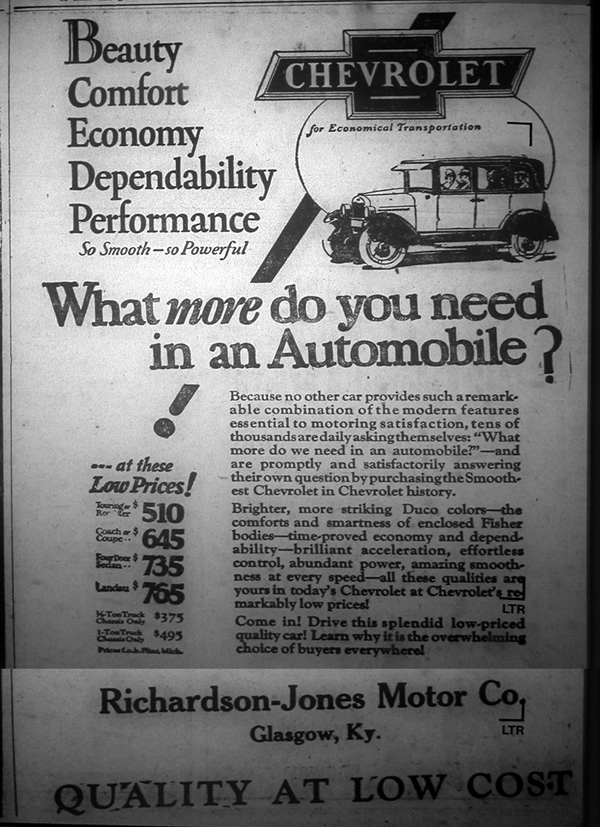 Beauty
Comfort
Economy
Dependability
Performance
So Smooth—so Powerful
CHEVROLET
for Economical Transportation
What more do you need
in an Automobile?
!
--- at these
Low Prices!
Touring or $510
Coach or
Coupe $645
Four Door
Sedan $735
Landau $765
½-Ton Truck
Chassis Only $375
1-Ton Truck
Chassis Only $495
Prices f.o.b. Flint, Mich.
Because no other car provides such a remark-
able combination of the modern features
essential to motoring satisfaction, tens of
thousands are daily asking themselves: "What
more do we need in an automobile?"—and
are promptly and satisfactorily answering
their own question by purchasing the Smooth-
est Chevrolet in Chevrolet history.
Brighter, more striking Duco colors—the
comforts and smartness of enclosed Fisher
bodies—time-proved economy and depend-
ability—brilliant acceleration, effortless
control, abundant power, amazing smooth-
ness at every speed—all these qualities are
yours in today's Chevrolet at Chevrolet's re
markably low prices!
LTR
Come in! Drive this splendid low-priced
quality car! Learn why it is the overwhelming
choice of buyers everywhere!
Richardson-Jones Motor Co,
LTR
Glasgow, Ky.
QUALITY AT LOW COST